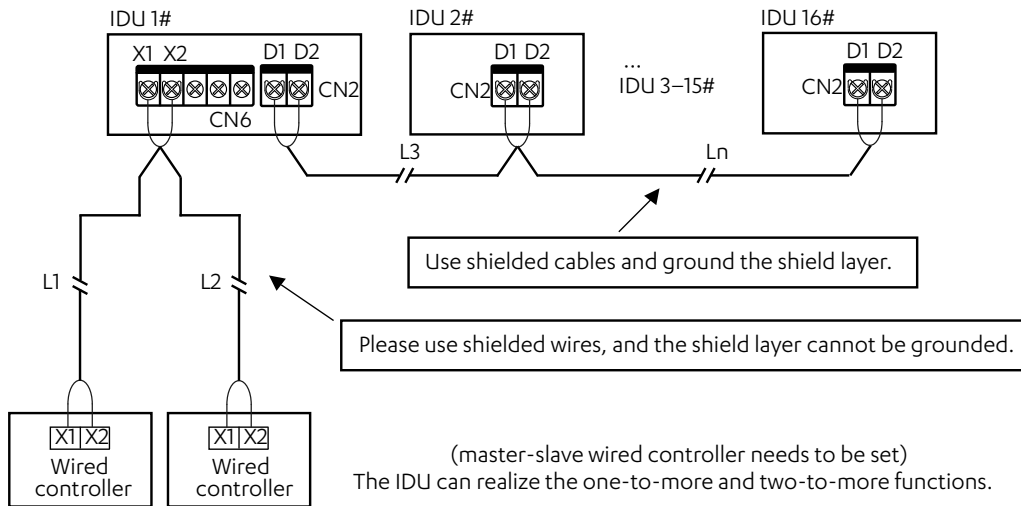 IDU 1#
IDU 2#
IDU 16#
X1 X2
D1 D2
CN2
CN6
D1 D2
CN2
...
IDU 3–15#
D1 D2
CN2
L3
Ln
Use shielded cables and ground the shield layer.
L1
L2
Please use shielded wires, and the shield layer cannot be grounded.
X1 X2
Wired
controller
X1 X2
Wired
controller
(master-slave wired controller needs to be set)
The IDU can realize the one-to-more and two-to-more functions.